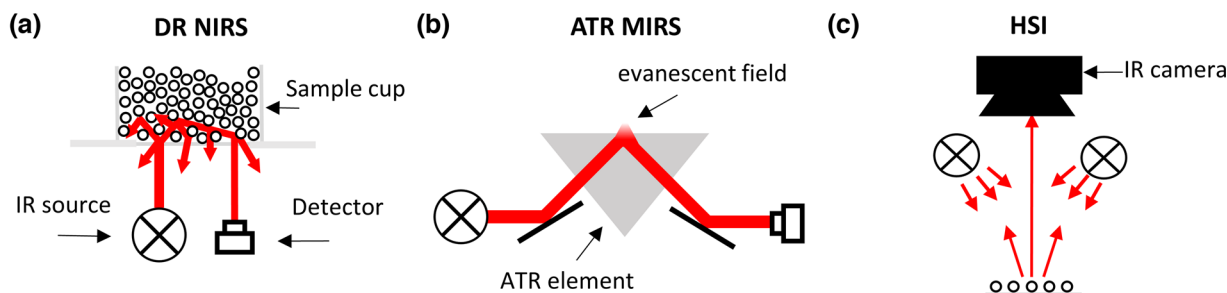 (a)
DR NIRS
Sample cup
IR source
Detector
(b)
ATR MIRS
evanescent field
ATR element
(c)
HSI
IR camera